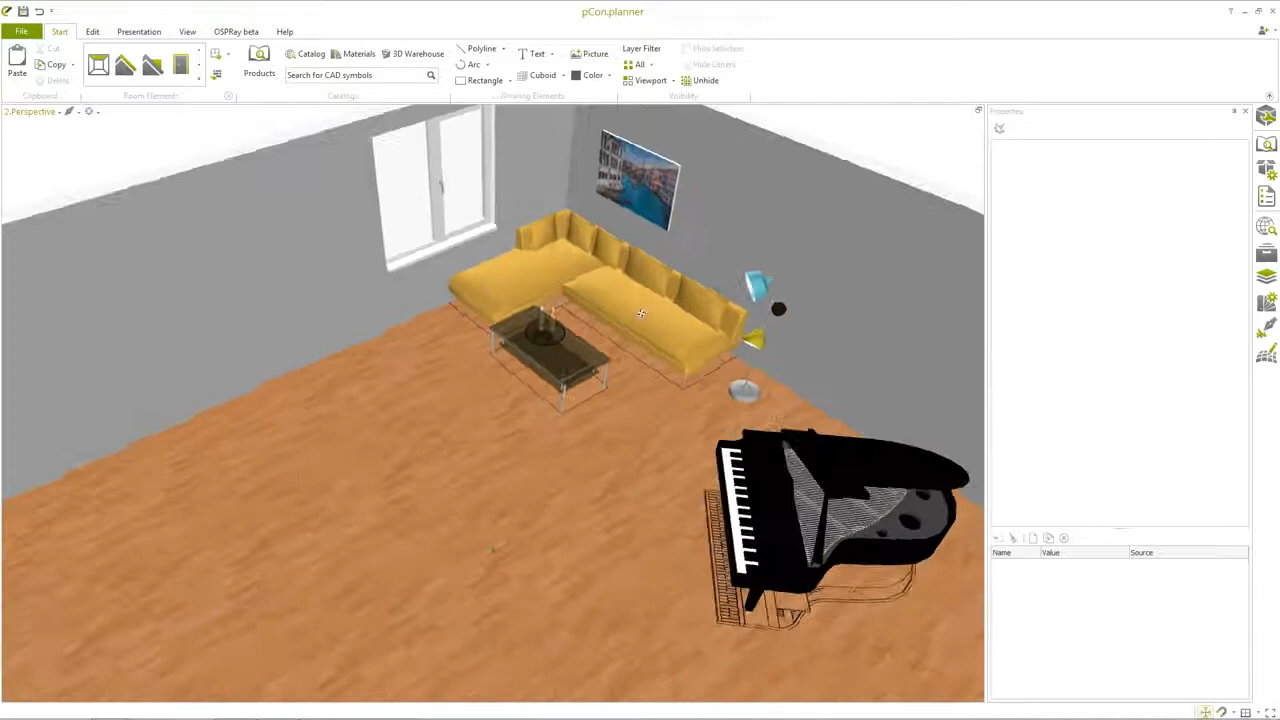 pCon.planner
File Start Edit Presentation View OSPRay beta Help
Paste
Cut
Copy
Delete
Clipboard
Room Elements
Products
Catalog Materials 3D Warehouse
Search for CAD symbols
Catalogs
Polyline
Arc
Rectangle
Text
Cuboid
Picture
Color
Drawing Elements
Layer Filter
All
Viewport
Hide Selection
Hide Others
Unhide
Visibility
2.Perspective
Properties
Name Value Source